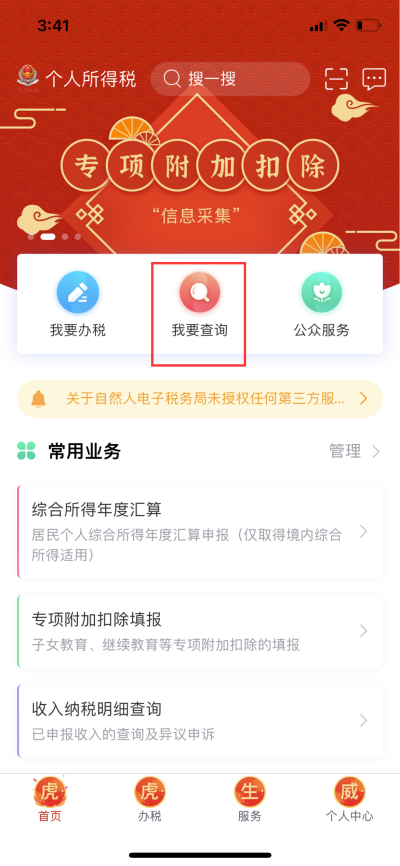 3:41
个人所得税
搜一搜
专项附加扣除
“信息采集”
我要办税
我要查询
公众服务
关于自然人电子税务局未授权任何第三方服...
常用业务
管理
综合所得年度汇算
居民个人综合所得年度汇算申报（仅取得境内综合
所得适用）
专项附加扣除填报
子女教育、继续教育等专项附加扣除的填报
收入纳税明细查询
已申报收入的查询及异议申诉
虎
虎
生
威
首页
办税
服务
个人中心